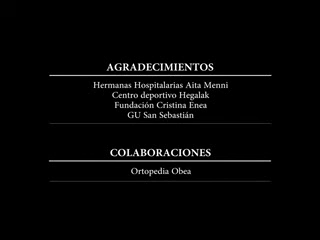 AGRADECIMIENTOS
Hermanas Hospitalarias Aita Menni
Centro deportivo Hegalak
Fundación Cristina Enea
GU San Sebastián
COLABORACIONES
Ortopedia Obea